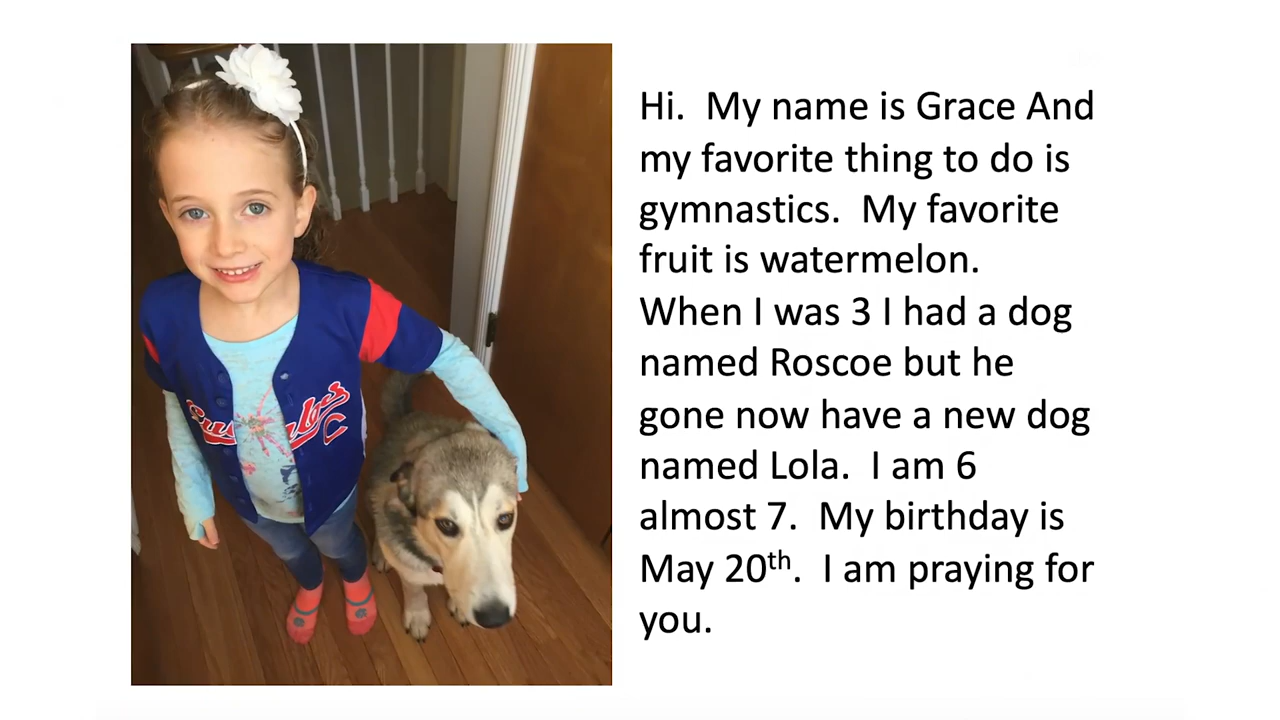 Hi.  My name is Grace And
my favorite thing to do is
gymnastics.  My favorite
fruit is watermelon.
When I was 3 I had a dog
named Roscoe but he
gone now have a new dog
named Lola.  I am 6
almost 7.  My birthday is
May 20th.  I am praying for
you.